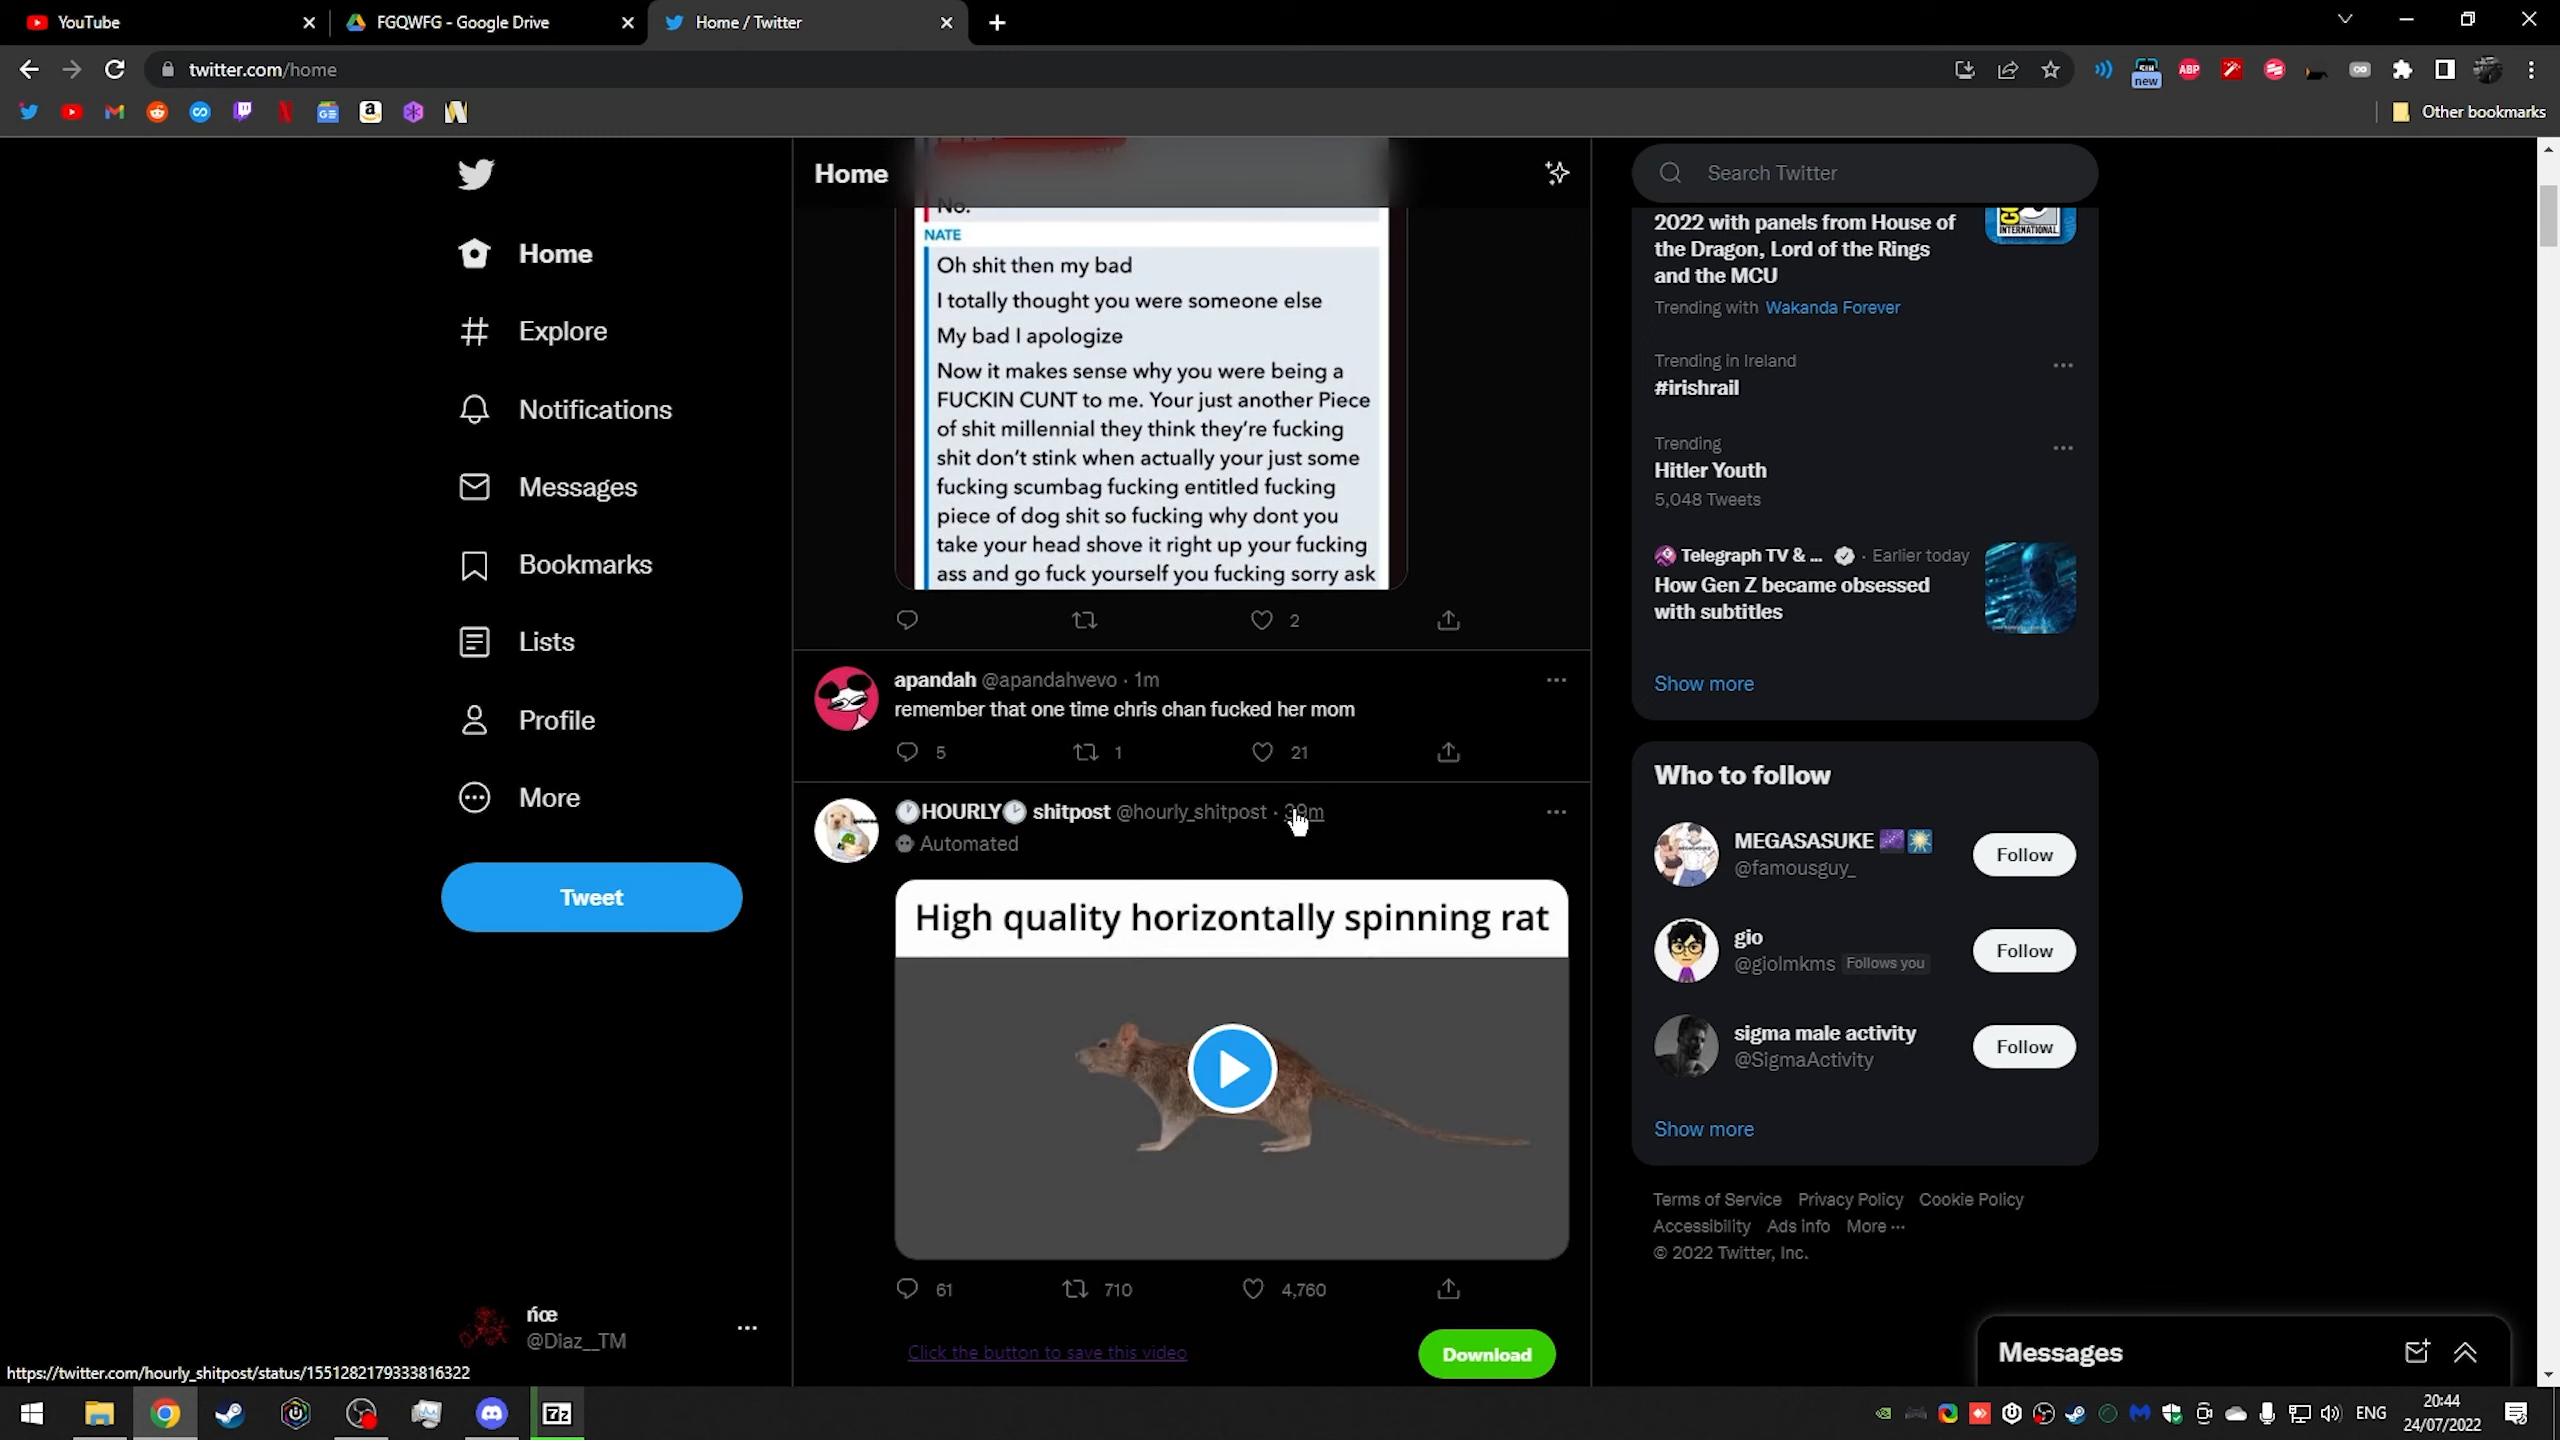 YouTube
FGQWFG - Google Drive
Home / Twitter
twitter.com/home
new
ABP
Other bookmarks
Home
Explore
Notifications
Messages
Bookmarks
Lists
Profile
More
Tweet
ńœ
@Diaz__TM
https://twitter.com/hourly_shitpost/status/1551282179333816322
Home
No.
NATE
Oh shit then my bad
I totally thought you were someone else
My bad I apologize
Now it makes sense why you were being a
FUCKIN CUNT to me. Your just another Piece
of shit millennial they think they're fucking
shit don't stink when actually your just some
fucking scumbag fucking entitled fucking
piece of dog shit so fucking why dont you
take your head shove it right up your fucking
ass and go fuck yourself you fucking sorry ask
2
apandah @apandahvevo · 1m
remember that one time chris chan fucked her mom
5 1 21
HOURLY shitpost @hourly_shitpost ·
Automated
High quality horizontally spinning rat
61 710 4,760
Click the button to save this video
Download
Search Twitter
2022 with panels from House of
the Dragon, Lord of the Rings
and the MCU
INTERNATIONAL
Trending with Wakanda Forever
Trending in Ireland
#irishrail
Trending
Hitler Youth
5,048 Tweets
Telegraph TV & ... · Earlier today
How Gen Z became obsessed
with subtitles
Show more
Who to follow
MEGASASUKE
@famousguy_
Follow
gio
@giolmkms Follows you
Follow
sigma male activity
@SigmaActivity
Follow
Show more
Terms of Service Privacy Policy Cookie Policy
Accessibility Ads info More ···
© 2022 Twitter, Inc.
Messages
7z
ENG
20:44
24/07/2022